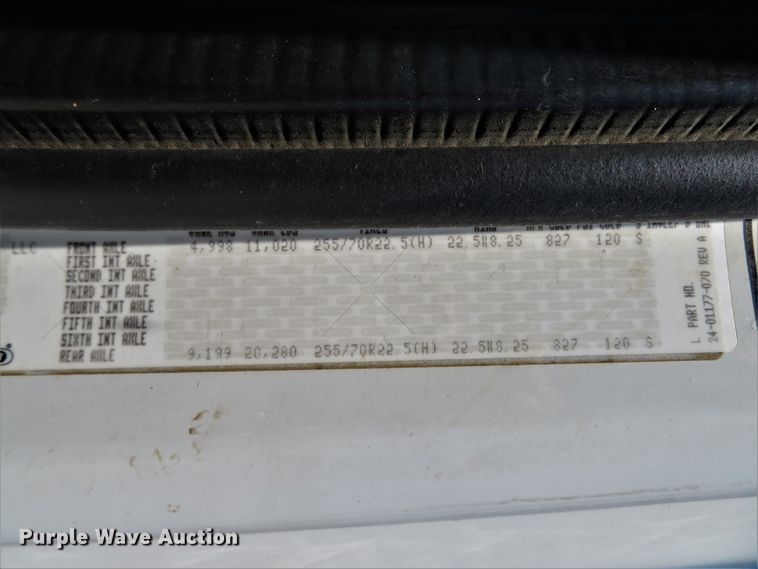 LLC FRONT AXLE 4,998 11,020 255/70R22.5(H) 22.5X8.25 827 120 S
FIRST INT AXLE
SECOND INT AXLE
THIRD INT AXLE
FOURTH INT AXLE
FIFTH INT AXLE
SIXTH INT AXLE
REAR AXLE 9,199 20,280 255/70R22.5(H) 22.5X8.25 827 120 S
L PART NO.
24-01177-070 REV A
Purple Wave Auction